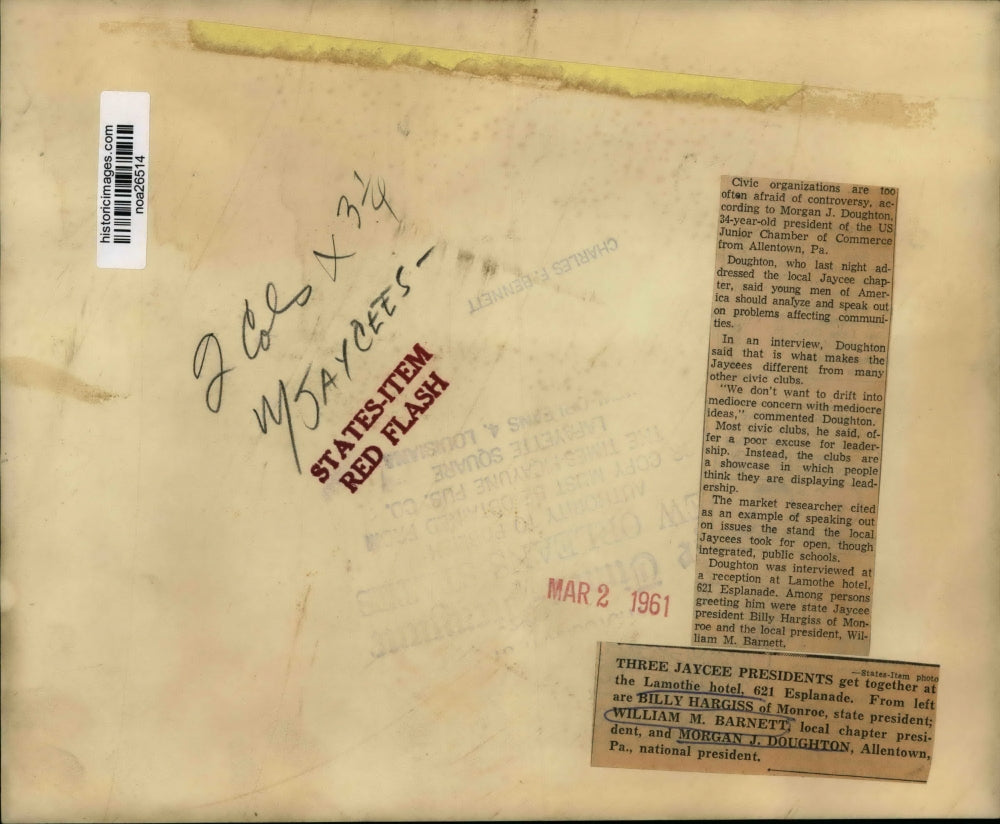 historicimages.com
noa26514
2 Cols x 3 1/4
W/JAYCEES-
STATES-ITEM
RED FLASH
CHARLES F. BENNETT
MAR 2 1961
Civic organizations are too
often afraid of controversy, ac-
cording to Morgan J. Doughton,
34-year-old president of the US
Junior Chamber of Commerce
from Allentown, Pa.
Doughton, who last night ad-
dressed the local Jaycee chap-
ter, said young men of Amer-
ica should analyze and speak out
on problems affecting communi-
ties.
In an interview, Doughton
said that is what makes the
Jaycees different from many
other civic clubs.
"We don't want to drift into
mediocre concern with mediocre
ideas," commented Doughton.
Most civic clubs, he said, of-
fer a poor excuse for leader-
ship. Instead, the clubs are
a showcase in which people
think they are displaying lead-
ership.
The market researcher cited
as an example of speaking out
on issues the stand the local
Jaycees took for open, though
integrated, public schools.
Doughton was interviewed at
a reception at Lamothe hotel,
621 Esplanade. Among persons
greeting him were state Jaycee
president Billy Hargiss of Mon-
roe and the local president, Wil-
liam M. Barnett.
—States-Item photo
THREE JAYCEE PRESIDENTS get together at
the Lamothe hotel, 621 Esplanade. From left
are BILLY HARGISS of Monroe, state president;
WILLIAM M. BARNETT, local chapter presi-
dent, and MORGAN J. DOUGHTON, Allentown,
Pa., national president.
LAFAYETTE SQUARE